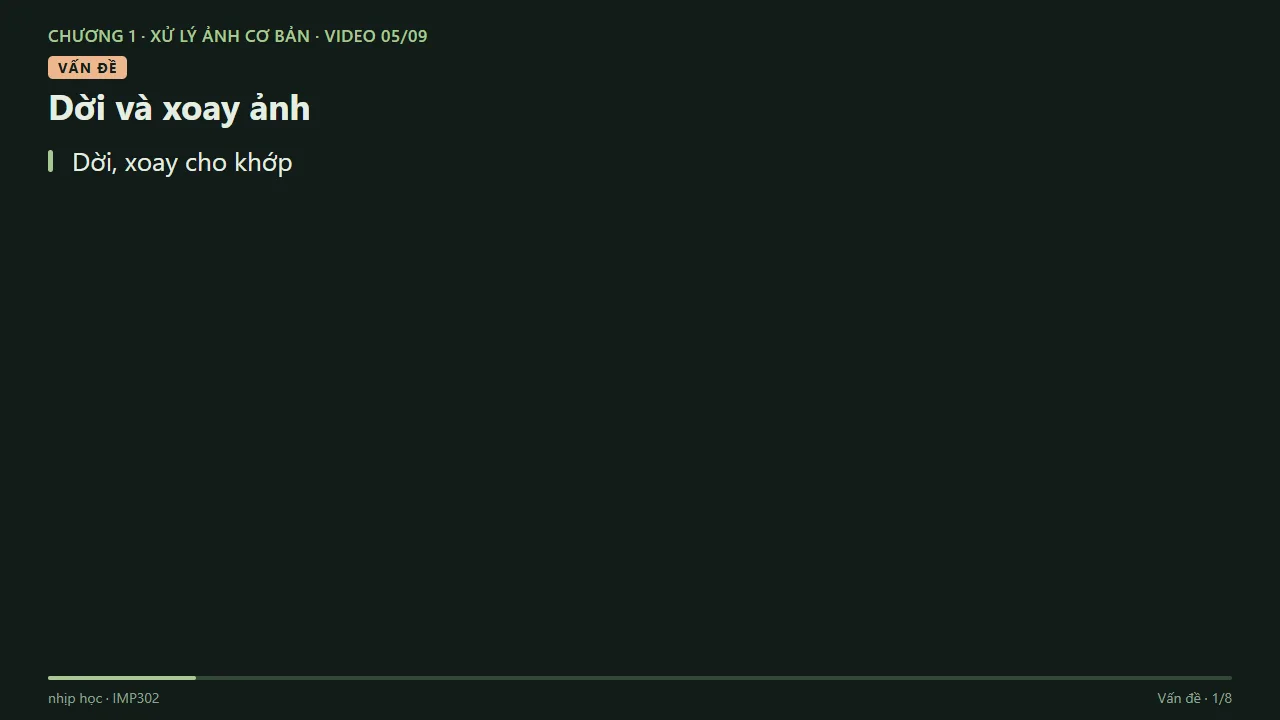 CHƯƠNG 1 · XỬ LÝ ẢNH CƠ BẢN · VIDEO 05/09
VẤN ĐỀ
Dời và xoay ảnh
Dời, xoay cho khớp
nhịp học · IMP302
Vấn đề · 1/8